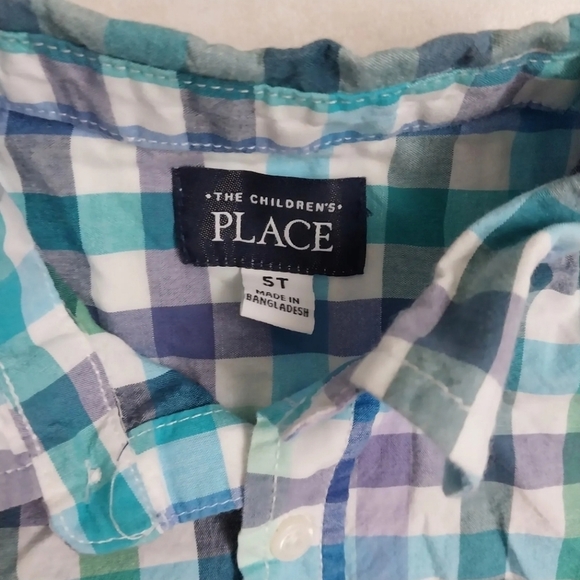 •THE CHILDREN'S•
PLACE
5T
MADE IN
BANGLADESH